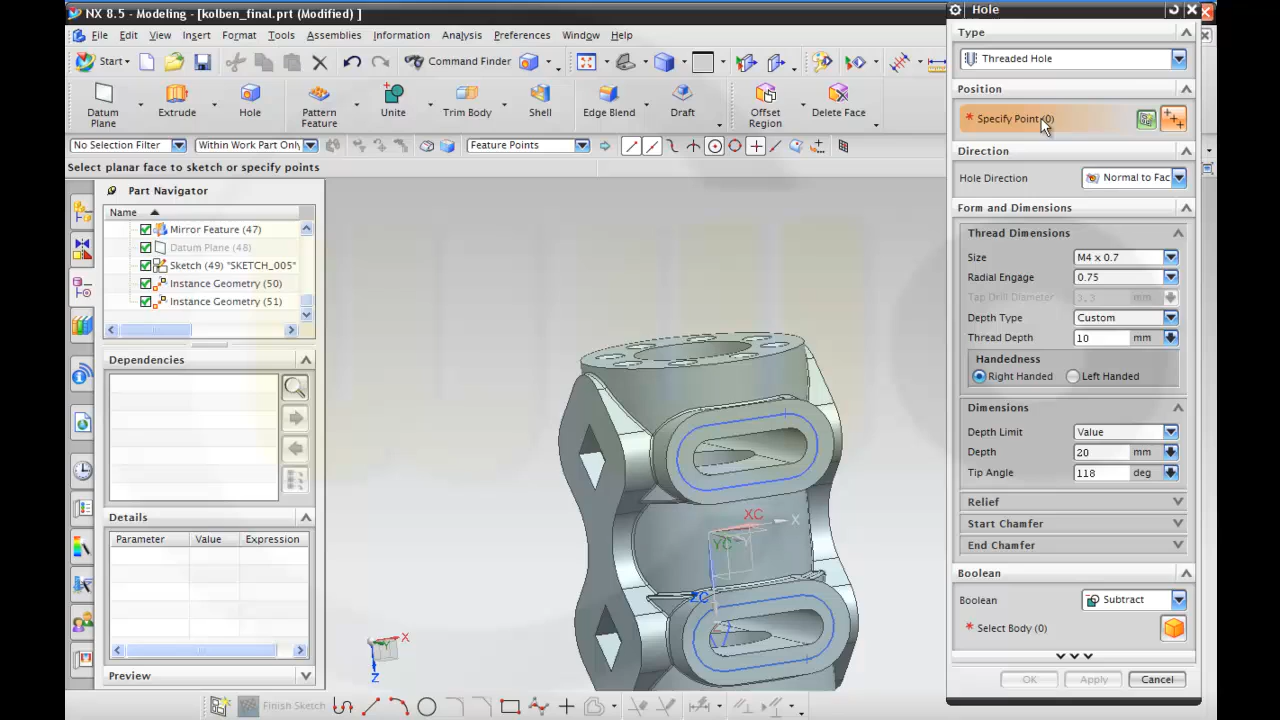 NX 8.5 - Modeling - [kolben_final.prt (Modified) ]
File Edit View Insert Format Tools Assemblies Information Analysis Preferences Window Help
Start Command Finder
Datum Plane Extrude Hole Pattern Feature Unite Trim Body Shell Edge Blend Draft Offset Region Delete Face
No Selection Filter Within Work Part Only Feature Points
Select planar face to sketch or specify points
Part Navigator
Name
Mirror Feature (47)
Datum Plane (48)
Sketch (49) "SKETCH_005"
Instance Geometry (50)
Instance Geometry (51)
Dependencies
Details
Parameter Value Expression
Preview
XC X
YC
ZC
X
Z
Finish Sketch
Hole
Type
Threaded Hole
Position
* Specify Point (0)
Direction
Hole Direction Normal to Fac
Form and Dimensions
Thread Dimensions
Size M4 x 0.7
Radial Engage 0.75
Tap Drill Diameter 3.3 mm
Depth Type Custom
Thread Depth 10 mm
Handedness
Right Handed Left Handed
Dimensions
Depth Limit Value
Depth 20 mm
Tip Angle 118 deg
Relief
Start Chamfer
End Chamfer
Boolean
Boolean Subtract
* Select Body (0)
OK Apply Cancel